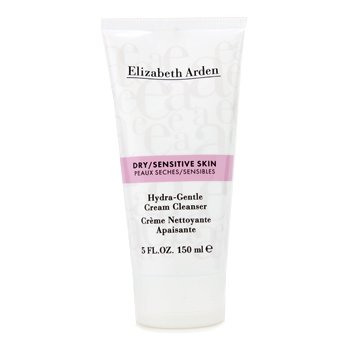 Elizabeth Arden
DRY/SENSITIVE SKIN
PEAUX SECHES/SENSIBLES
Hydra-Gentle
Cream Cleanser
Crème Nettoyante
Apaisante
5 FL.OZ. 150 ml ℮